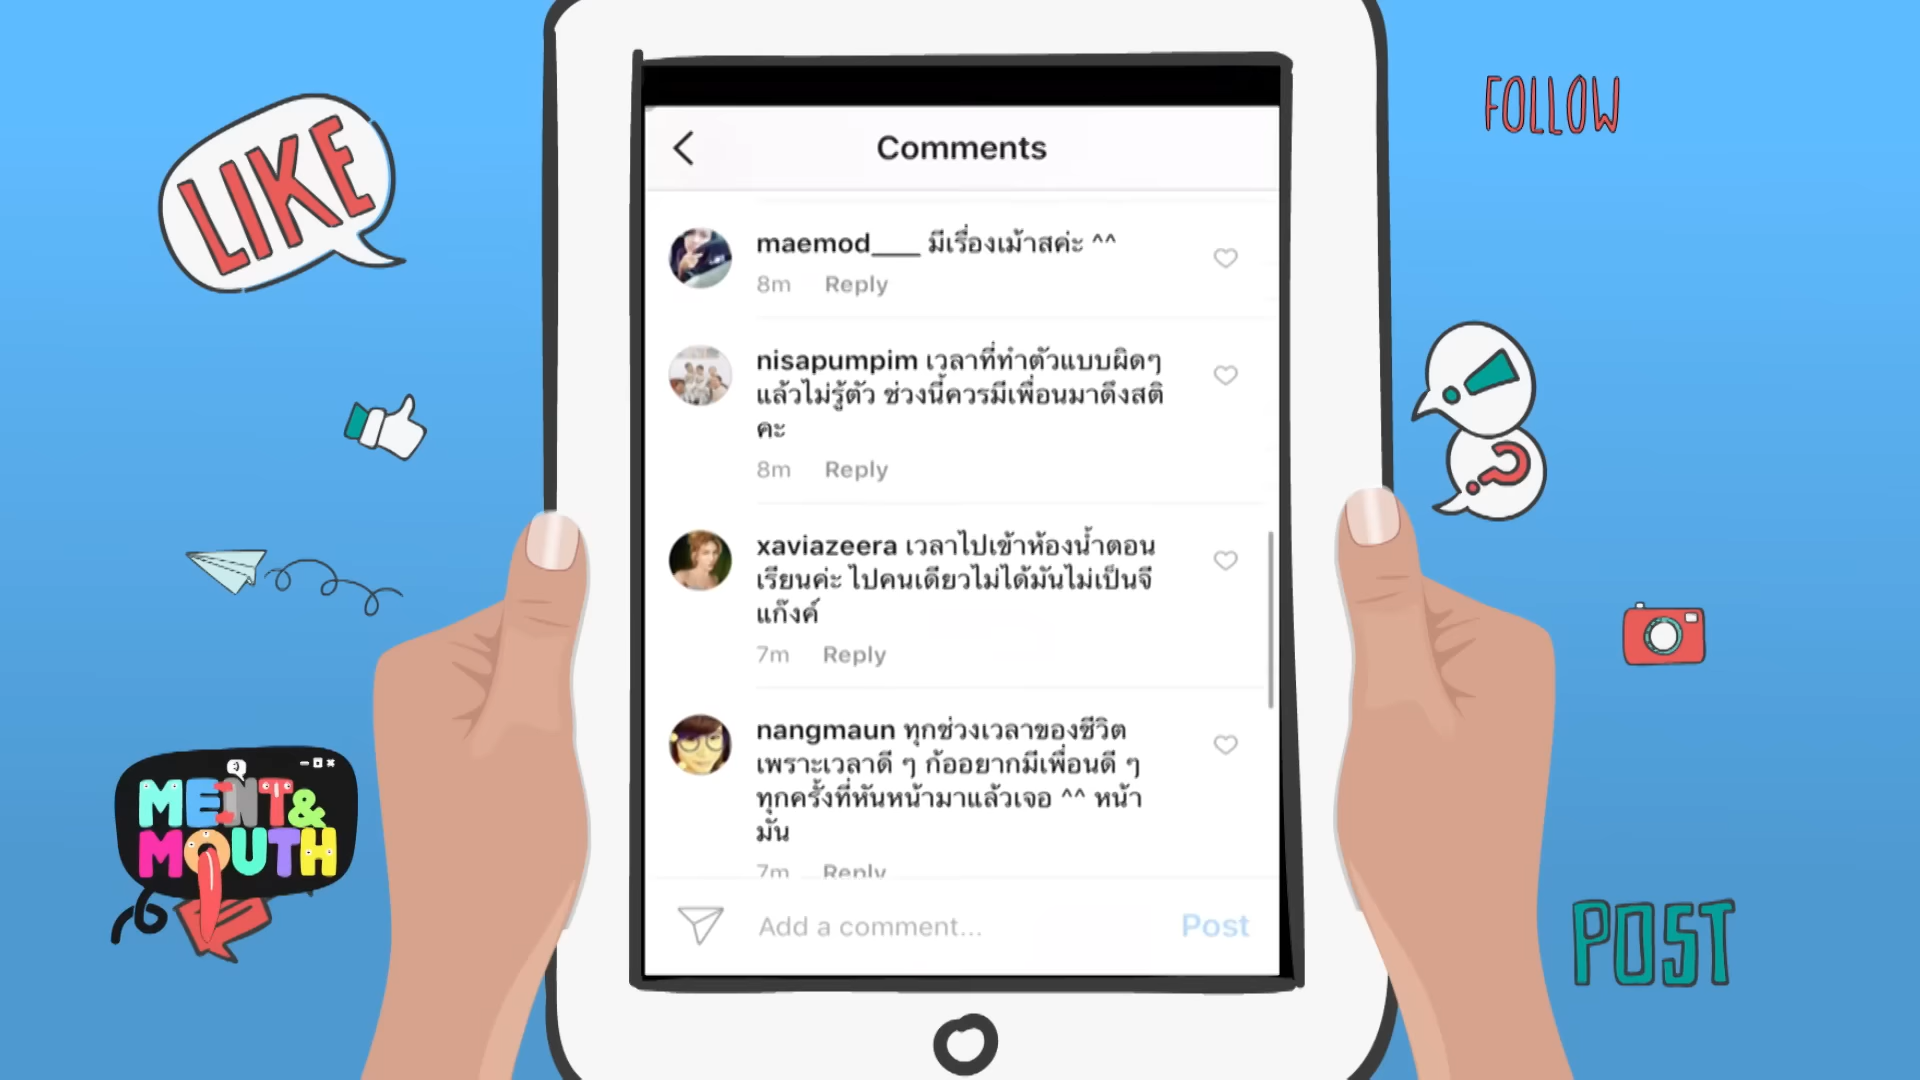 LIKE
FOLLOW
Comments
maemod____ มีเรื่องเม้าสค่ะ ^^
8m Reply
nisapumpim เวลาที่ทำตัวแบบผิดๆ
แล้วไม่รู้ตัว ช่วงนี้ควรมีเพื่อนมาดึงสติ
คะ
8m Reply
xaviazeera เวลาไปเข้าห้องน้ำตอน
เรียนค่ะ ไปคนเดียวไม่ได้มันไม่เป็นจี
แก๊งค์
7m Reply
nangmaun ทุกช่วงเวลาของชีวิต
เพราะเวลาดี ๆ ก้ออยากมีเพื่อนดี ๆ
ทุกครั้งที่หันหน้ามาแล้วเจอ ^^ หน้า
มั่น
7m Reply
Add a comment... Post
MENT&
MOUTH
POST